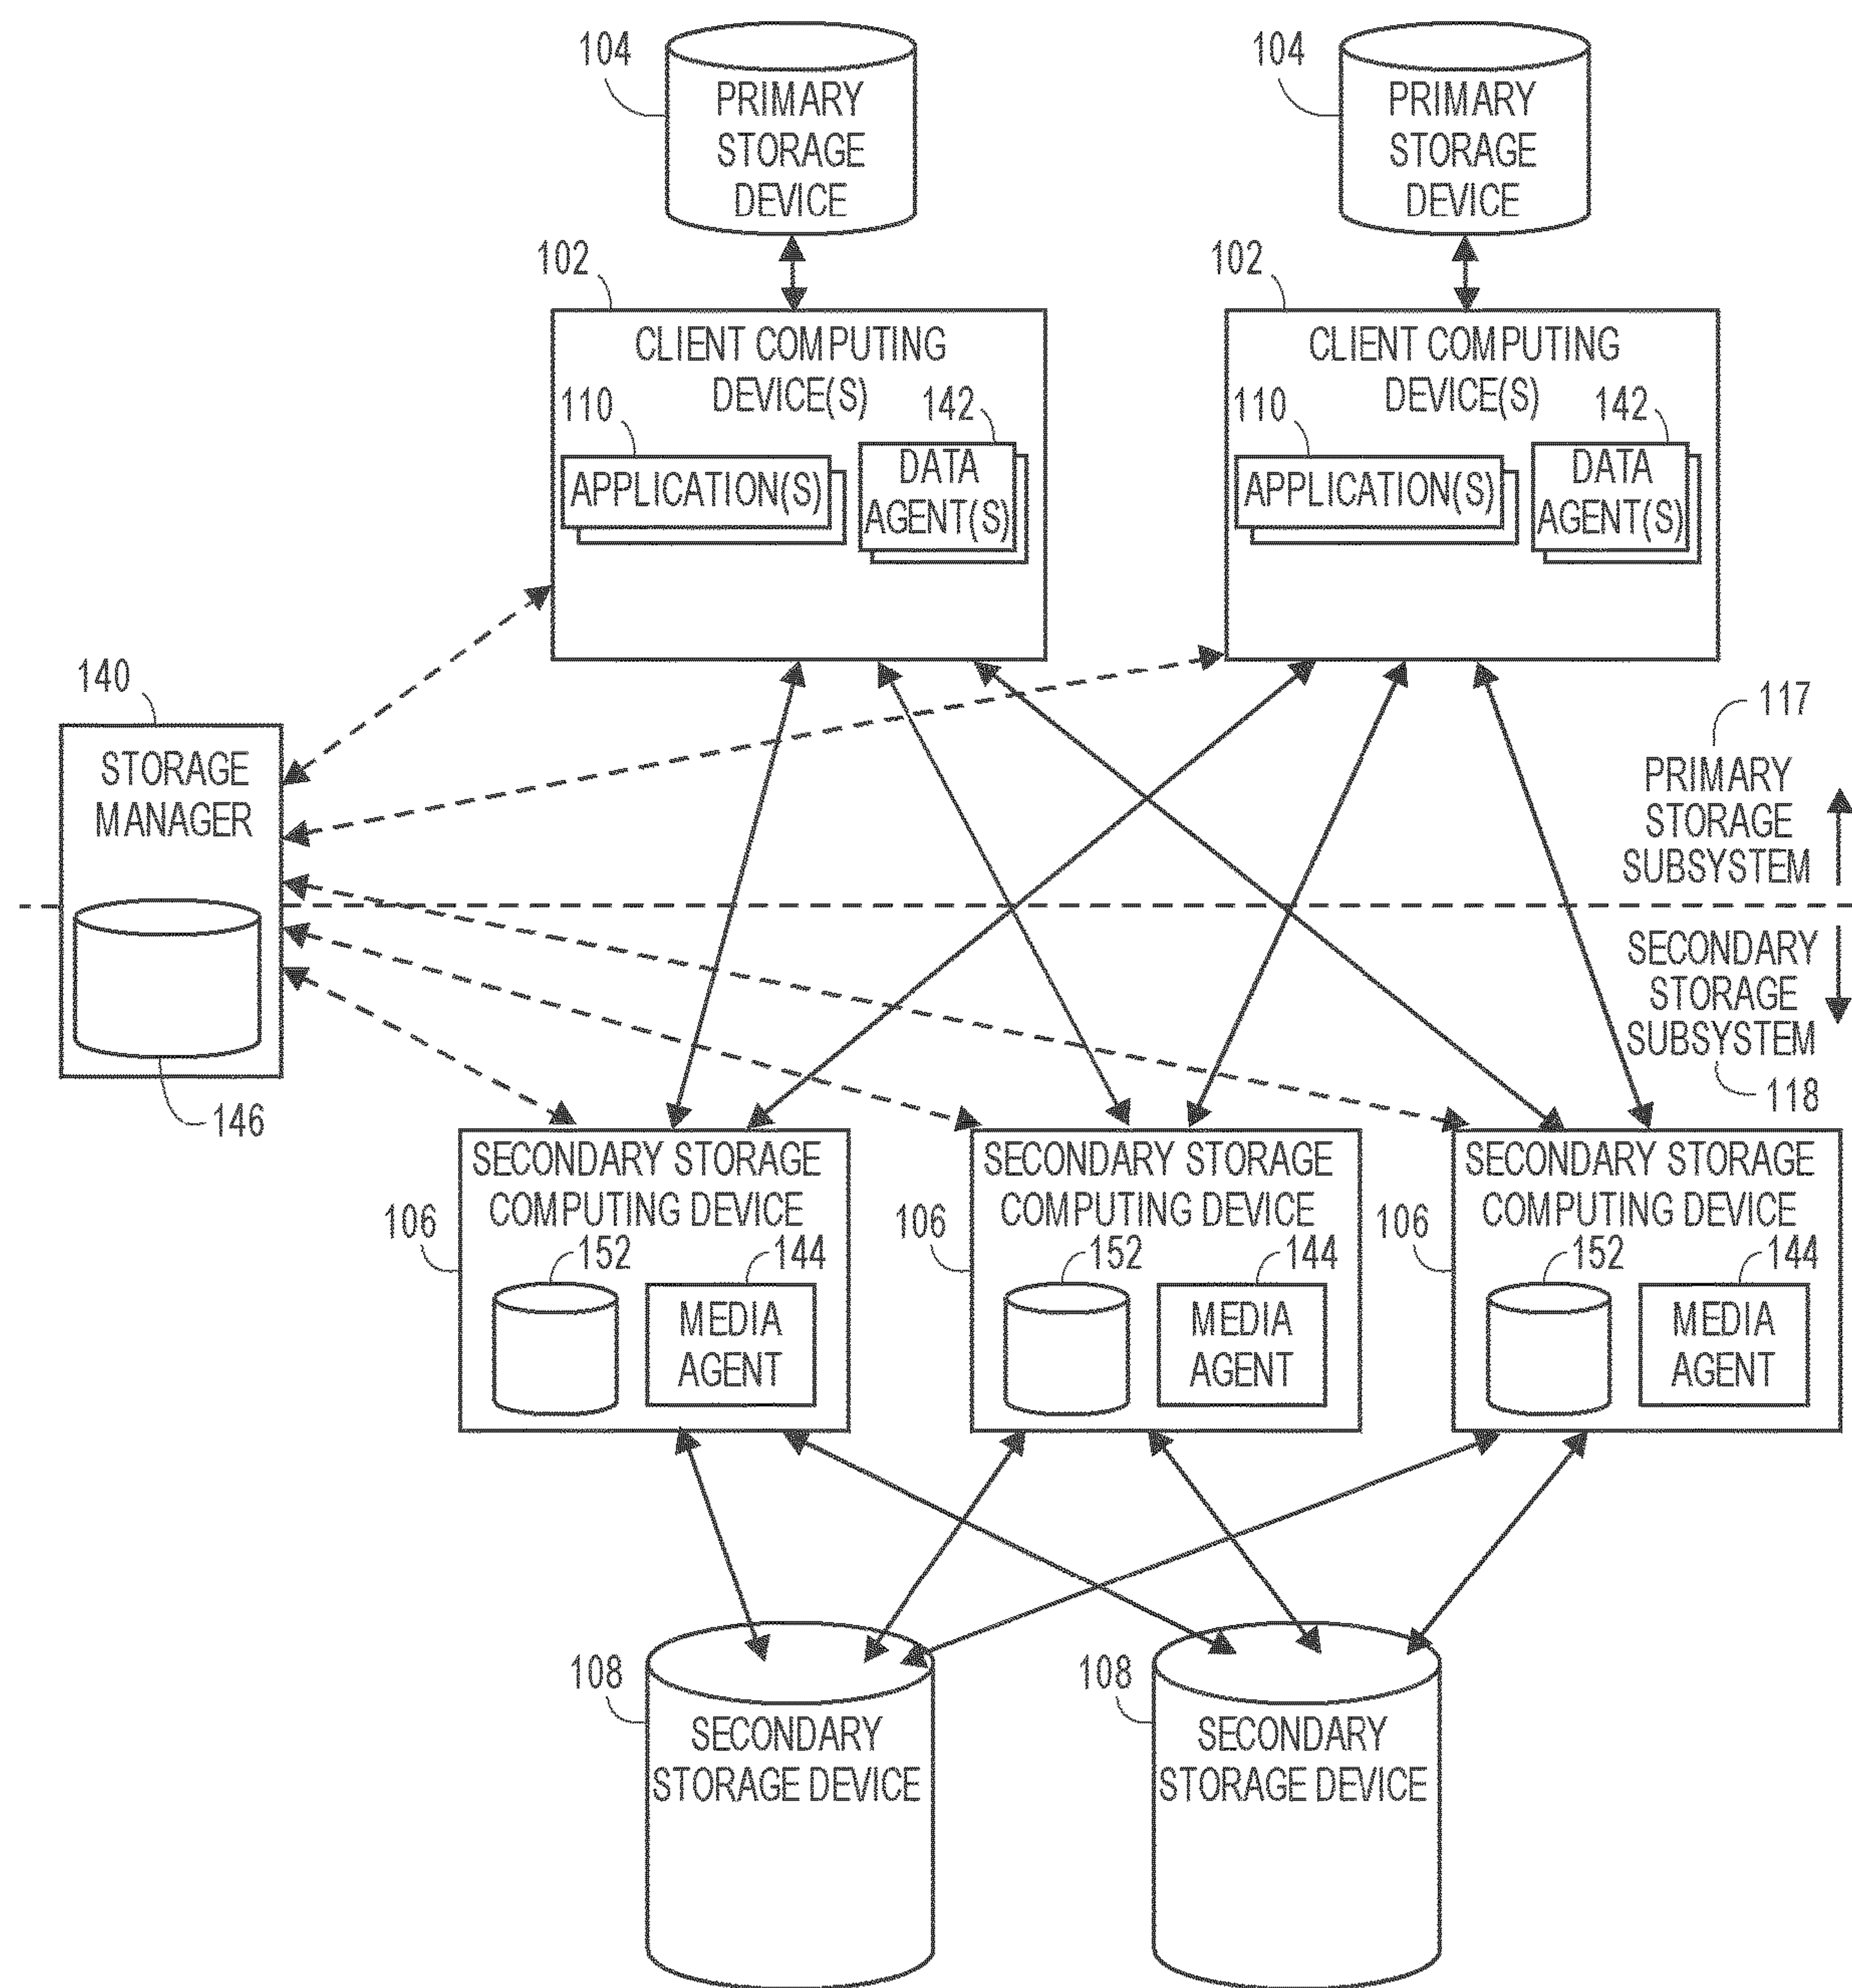 104
PRIMARY
STORAGE
DEVICE
104
PRIMARY
STORAGE
DEVICE
102
CLIENT COMPUTING
DEVICE(S)
110
APPLICATION(S)
142
DATA
AGENT(S)
102
CLIENT COMPUTING
DEVICE(S)
110
APPLICATION(S)
142
DATA
AGENT(S)
140
STORAGE
MANAGER
146
117
PRIMARY
STORAGE
SUBSYSTEM
SECONDARY
STORAGE
SUBSYSTEM
118
106
SECONDARY STORAGE
COMPUTING DEVICE
152
144
MEDIA
AGENT
106
SECONDARY STORAGE
COMPUTING DEVICE
152
144
MEDIA
AGENT
106
SECONDARY STORAGE
COMPUTING DEVICE
152
144
MEDIA
AGENT
108
SECONDARY
STORAGE DEVICE
108
SECONDARY
STORAGE DEVICE